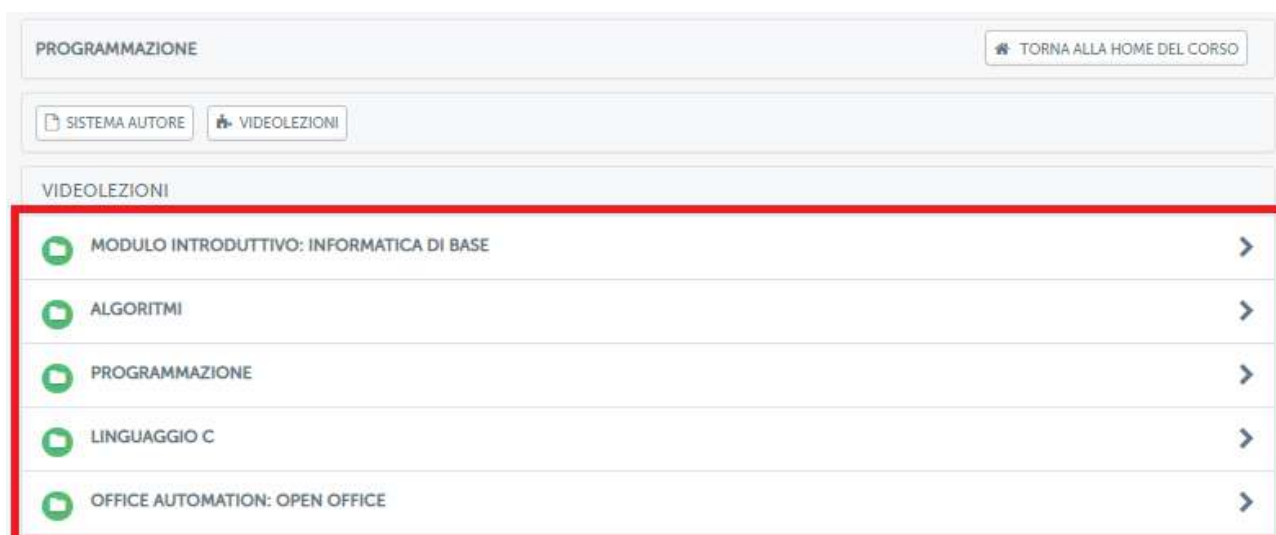 PROGRAMMAZIONE
TORNA ALLA HOME DEL CORSO
SISTEMA AUTORE
VIDEOLEZIONI
VIDEOLEZIONI
MODULO INTRODUTTIVO: INFORMATICA DI BASE
ALGORITMI
PROGRAMMAZIONE
LINGUAGGIO C
OFFICE AUTOMATION: OPEN OFFICE